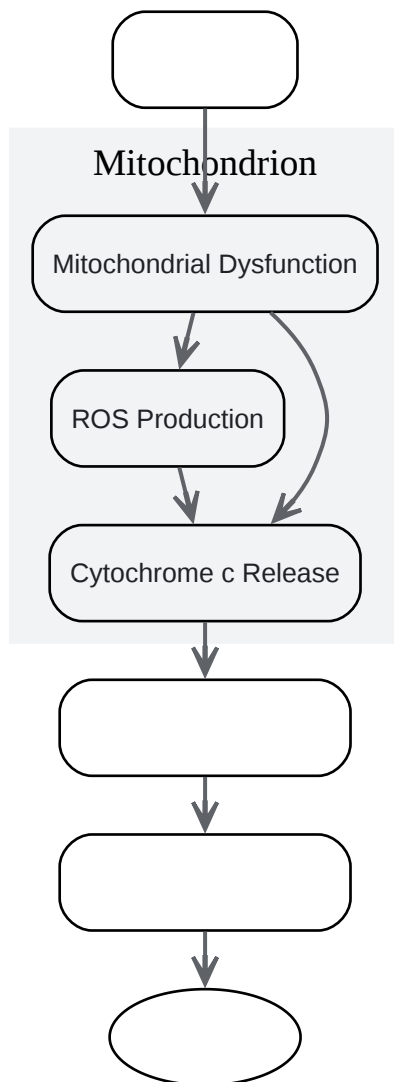 Mitochondrion
Mitochondrial Dysfunction
ROS Production
Cytochrome c Release